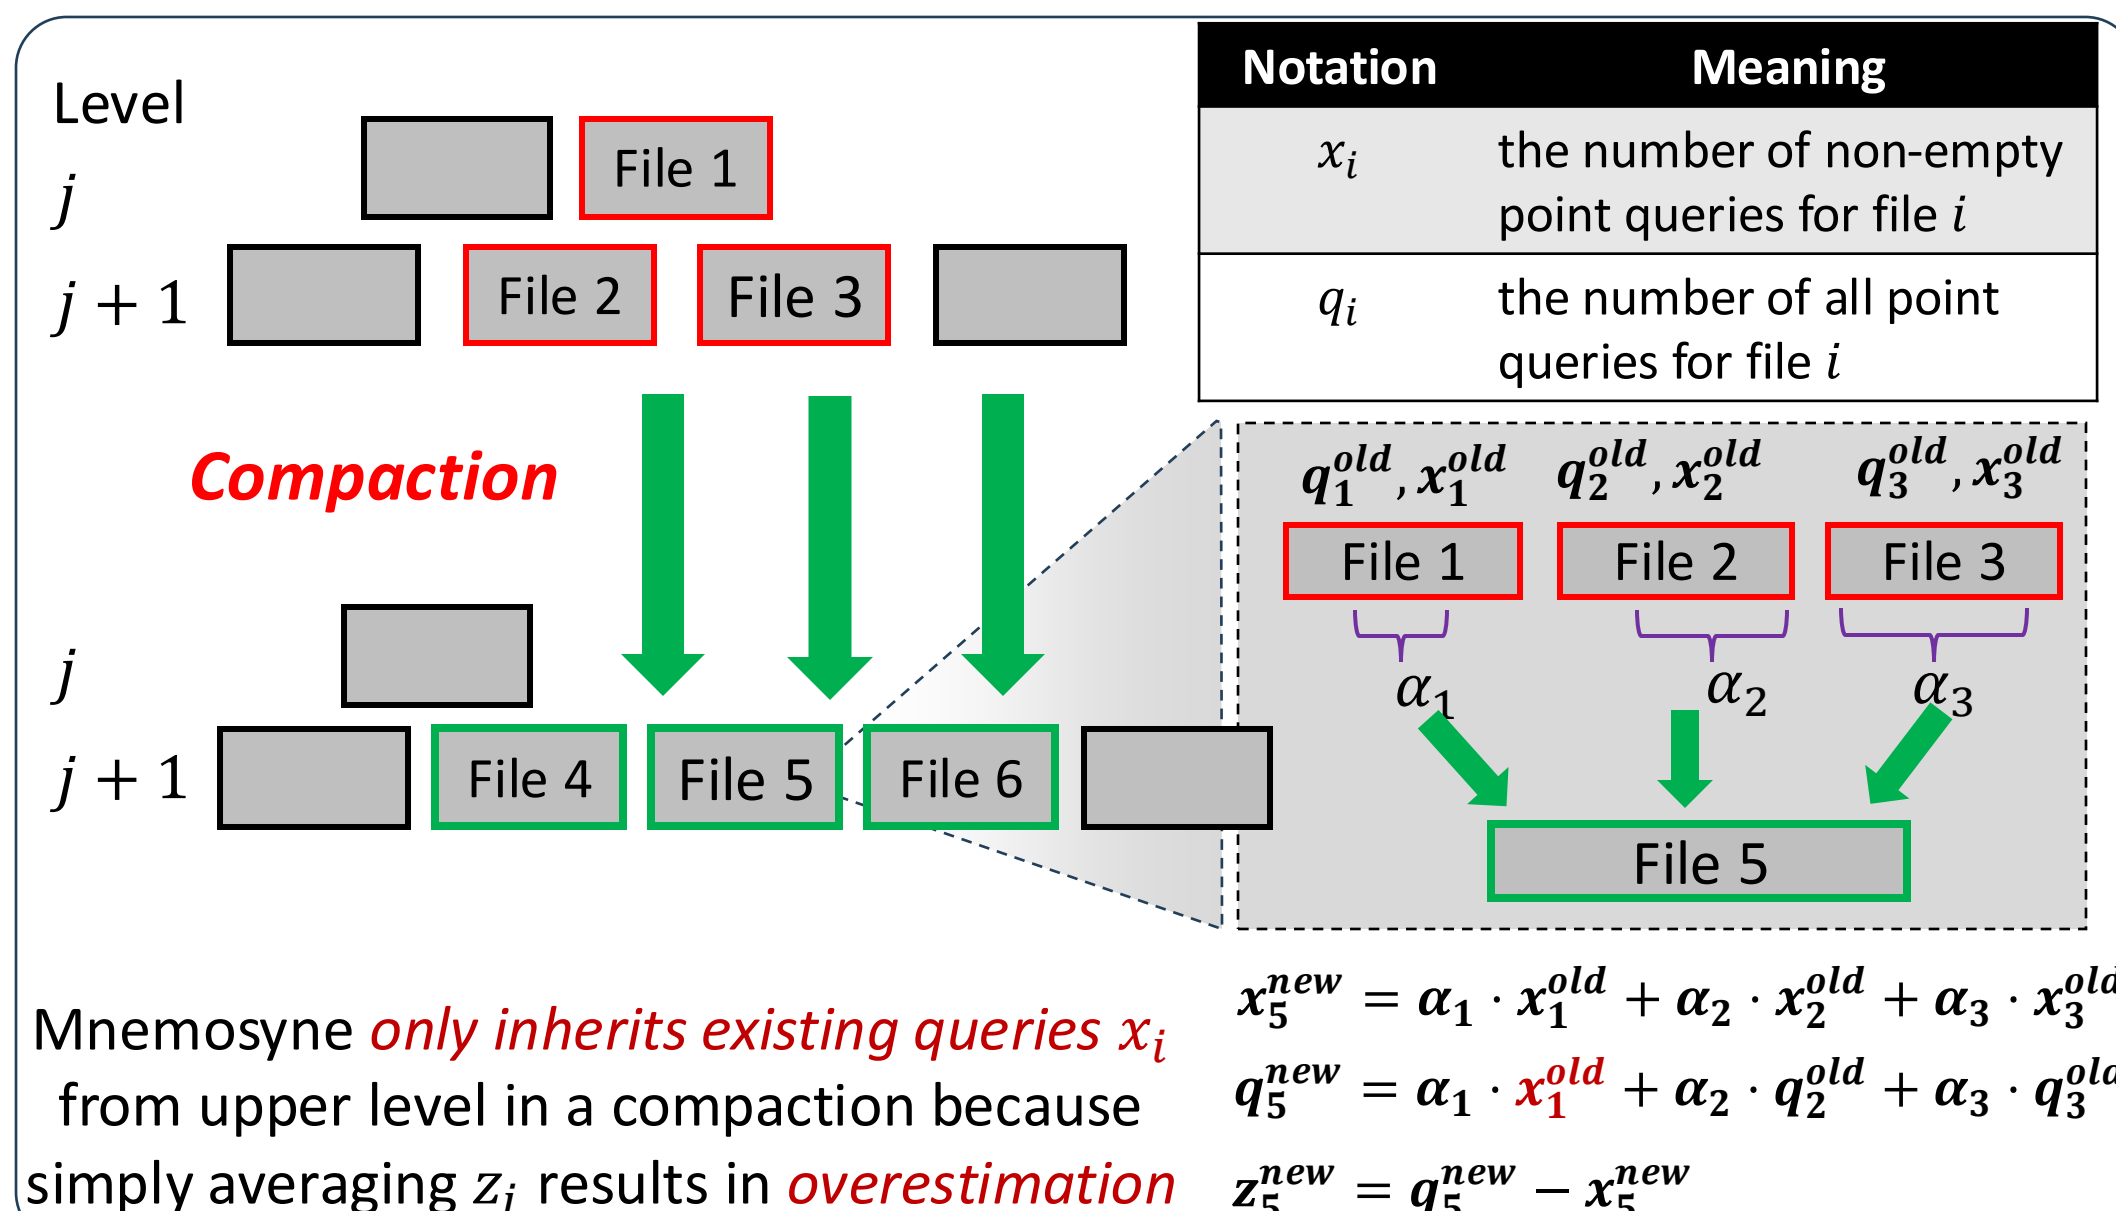 Level
j
File 1
j + 1
File 2
File 3
Notation Meaning
x_i the number of non-empty
point queries for file i
q_i the number of all point
queries for file i
Compaction
q_1^{old}, x_1^{old}
q_2^{old}, x_2^{old}
q_3^{old}, x_3^{old}
File 1
File 2
File 3
α_1
α_2
α_3
File 5
j
j + 1
File 4
File 5
File 6
Mnemosyne only inherits existing queries x_i
from upper level in a compaction because
simply averaging z_i results in overestimation
x_5^{new} = α_1 · x_1^{old} + α_2 · x_2^{old} + α_3 · x_3^{old}
q_5^{new} = α_1 · x_1^{old} + α_2 · q_2^{old} + α_3 · q_3^{old}
z_5^{new} = q_5^{new} − x_5^{new}